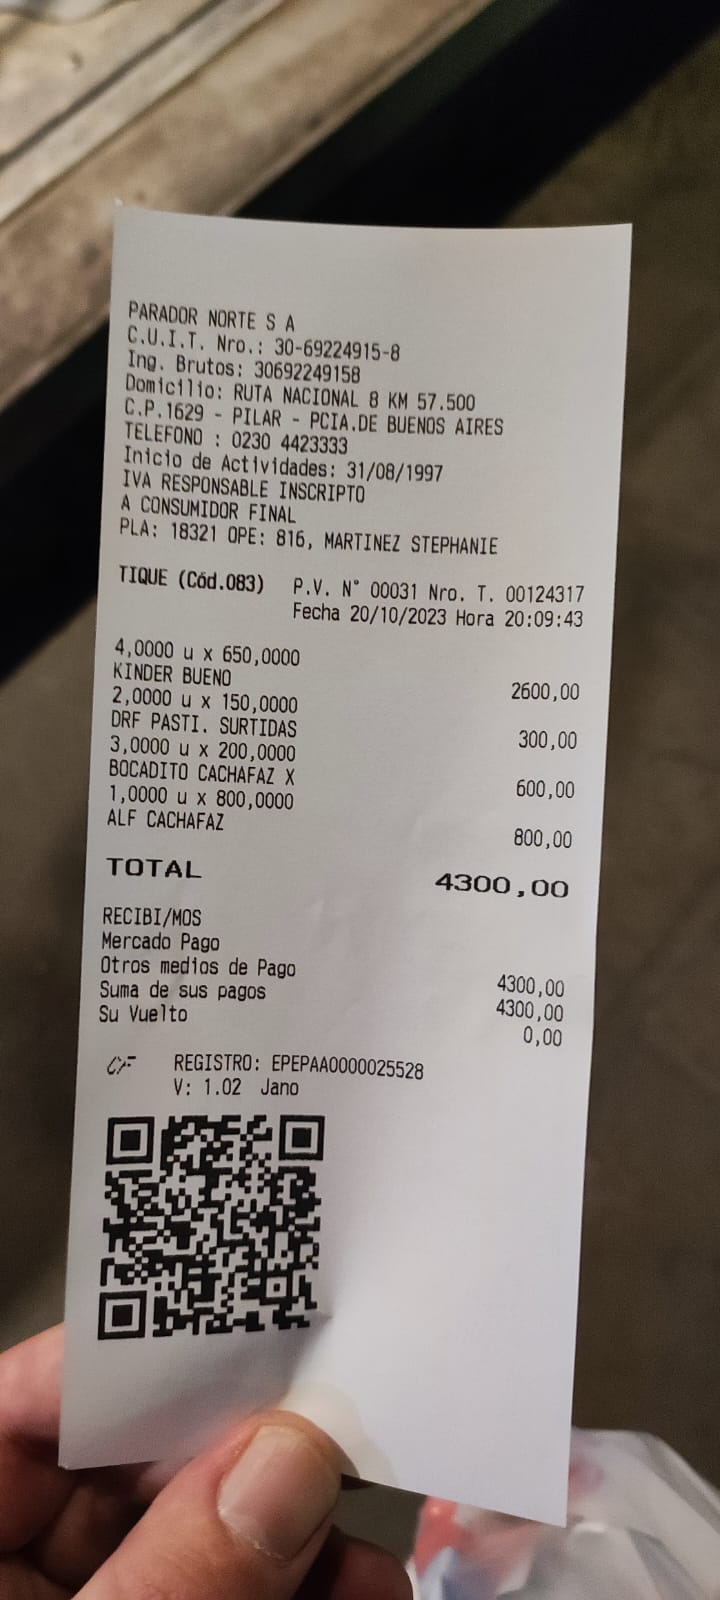 PARADOR NORTE S A
C.U.I.T. Nro.: 30-69224915-8
Ing. Brutos: 30692249158
Domicilio: RUTA NACIONAL 8 KM 57.500
C.P.1629 - PILAR - PCIA.DE BUENOS AIRES
TELEFONO : 0230 4423333
Inicio de Actividades: 31/08/1997
IVA RESPONSABLE INSCRIPTO
A CONSUMIDOR FINAL
PLA: 18321 OPE: 816, MARTINEZ STEPHANIE
TIQUE (Cód.083) P.V. N° 00031 Nro. T. 00124317
Fecha 20/10/2023 Hora 20:09:43
4,0000 u x 650,0000
KINDER BUENO 2600,00
2,0000 u x 150,0000
DRF PASTI. SURTIDAS 300,00
3,0000 u x 200,0000
BOCADITO CACHAFAZ X 600,00
1,0000 u x 800,0000
ALF CACHAFAZ 800,00
TOTAL 4300,00
RECIBI/MOS
Mercado Pago
Otros medios de Pago 4300,00
Suma de sus pagos 4300,00
Su Vuelto 0,00
CF REGISTRO: EPEPAA0000025528
V: 1.02 Jano